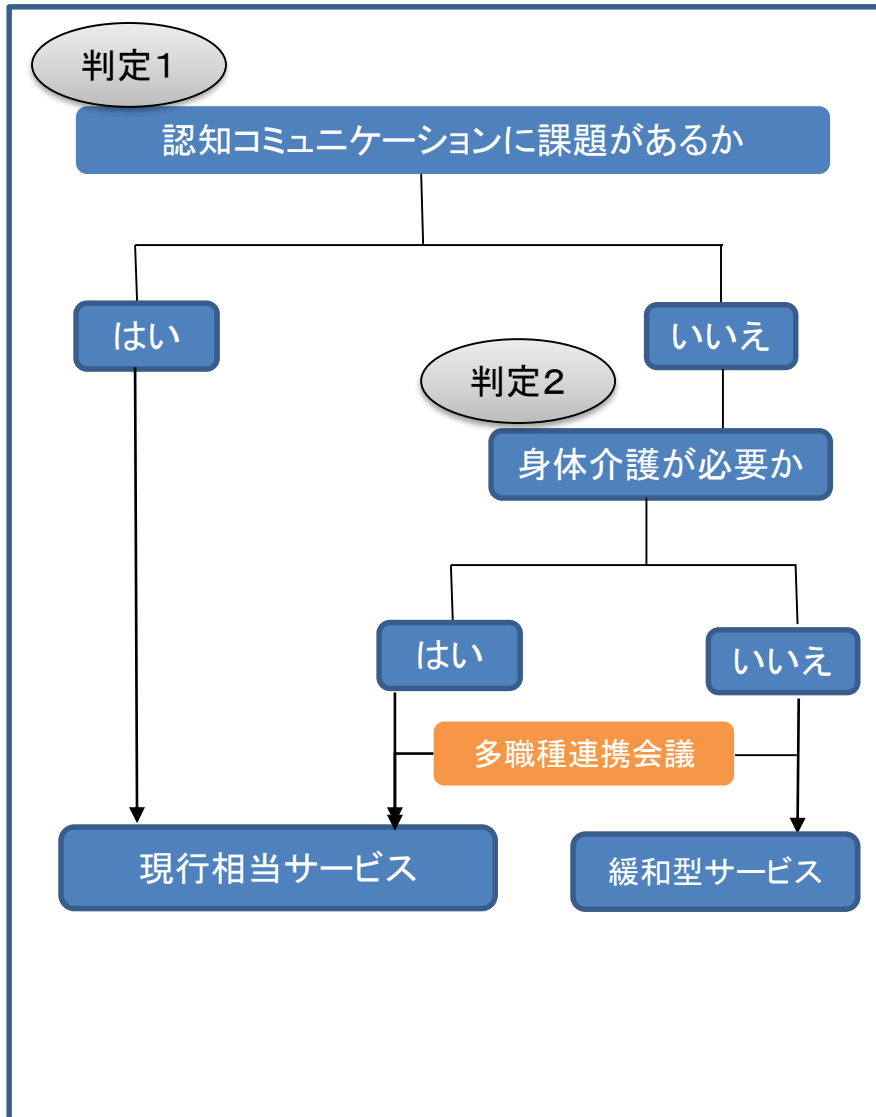 判定1
認知コミュニケーションに課題があるか
はい
いいえ
判定2
身体介護が必要か
はい
いいえ
多職種連携会議
現行相当サービス
緩和型サービス